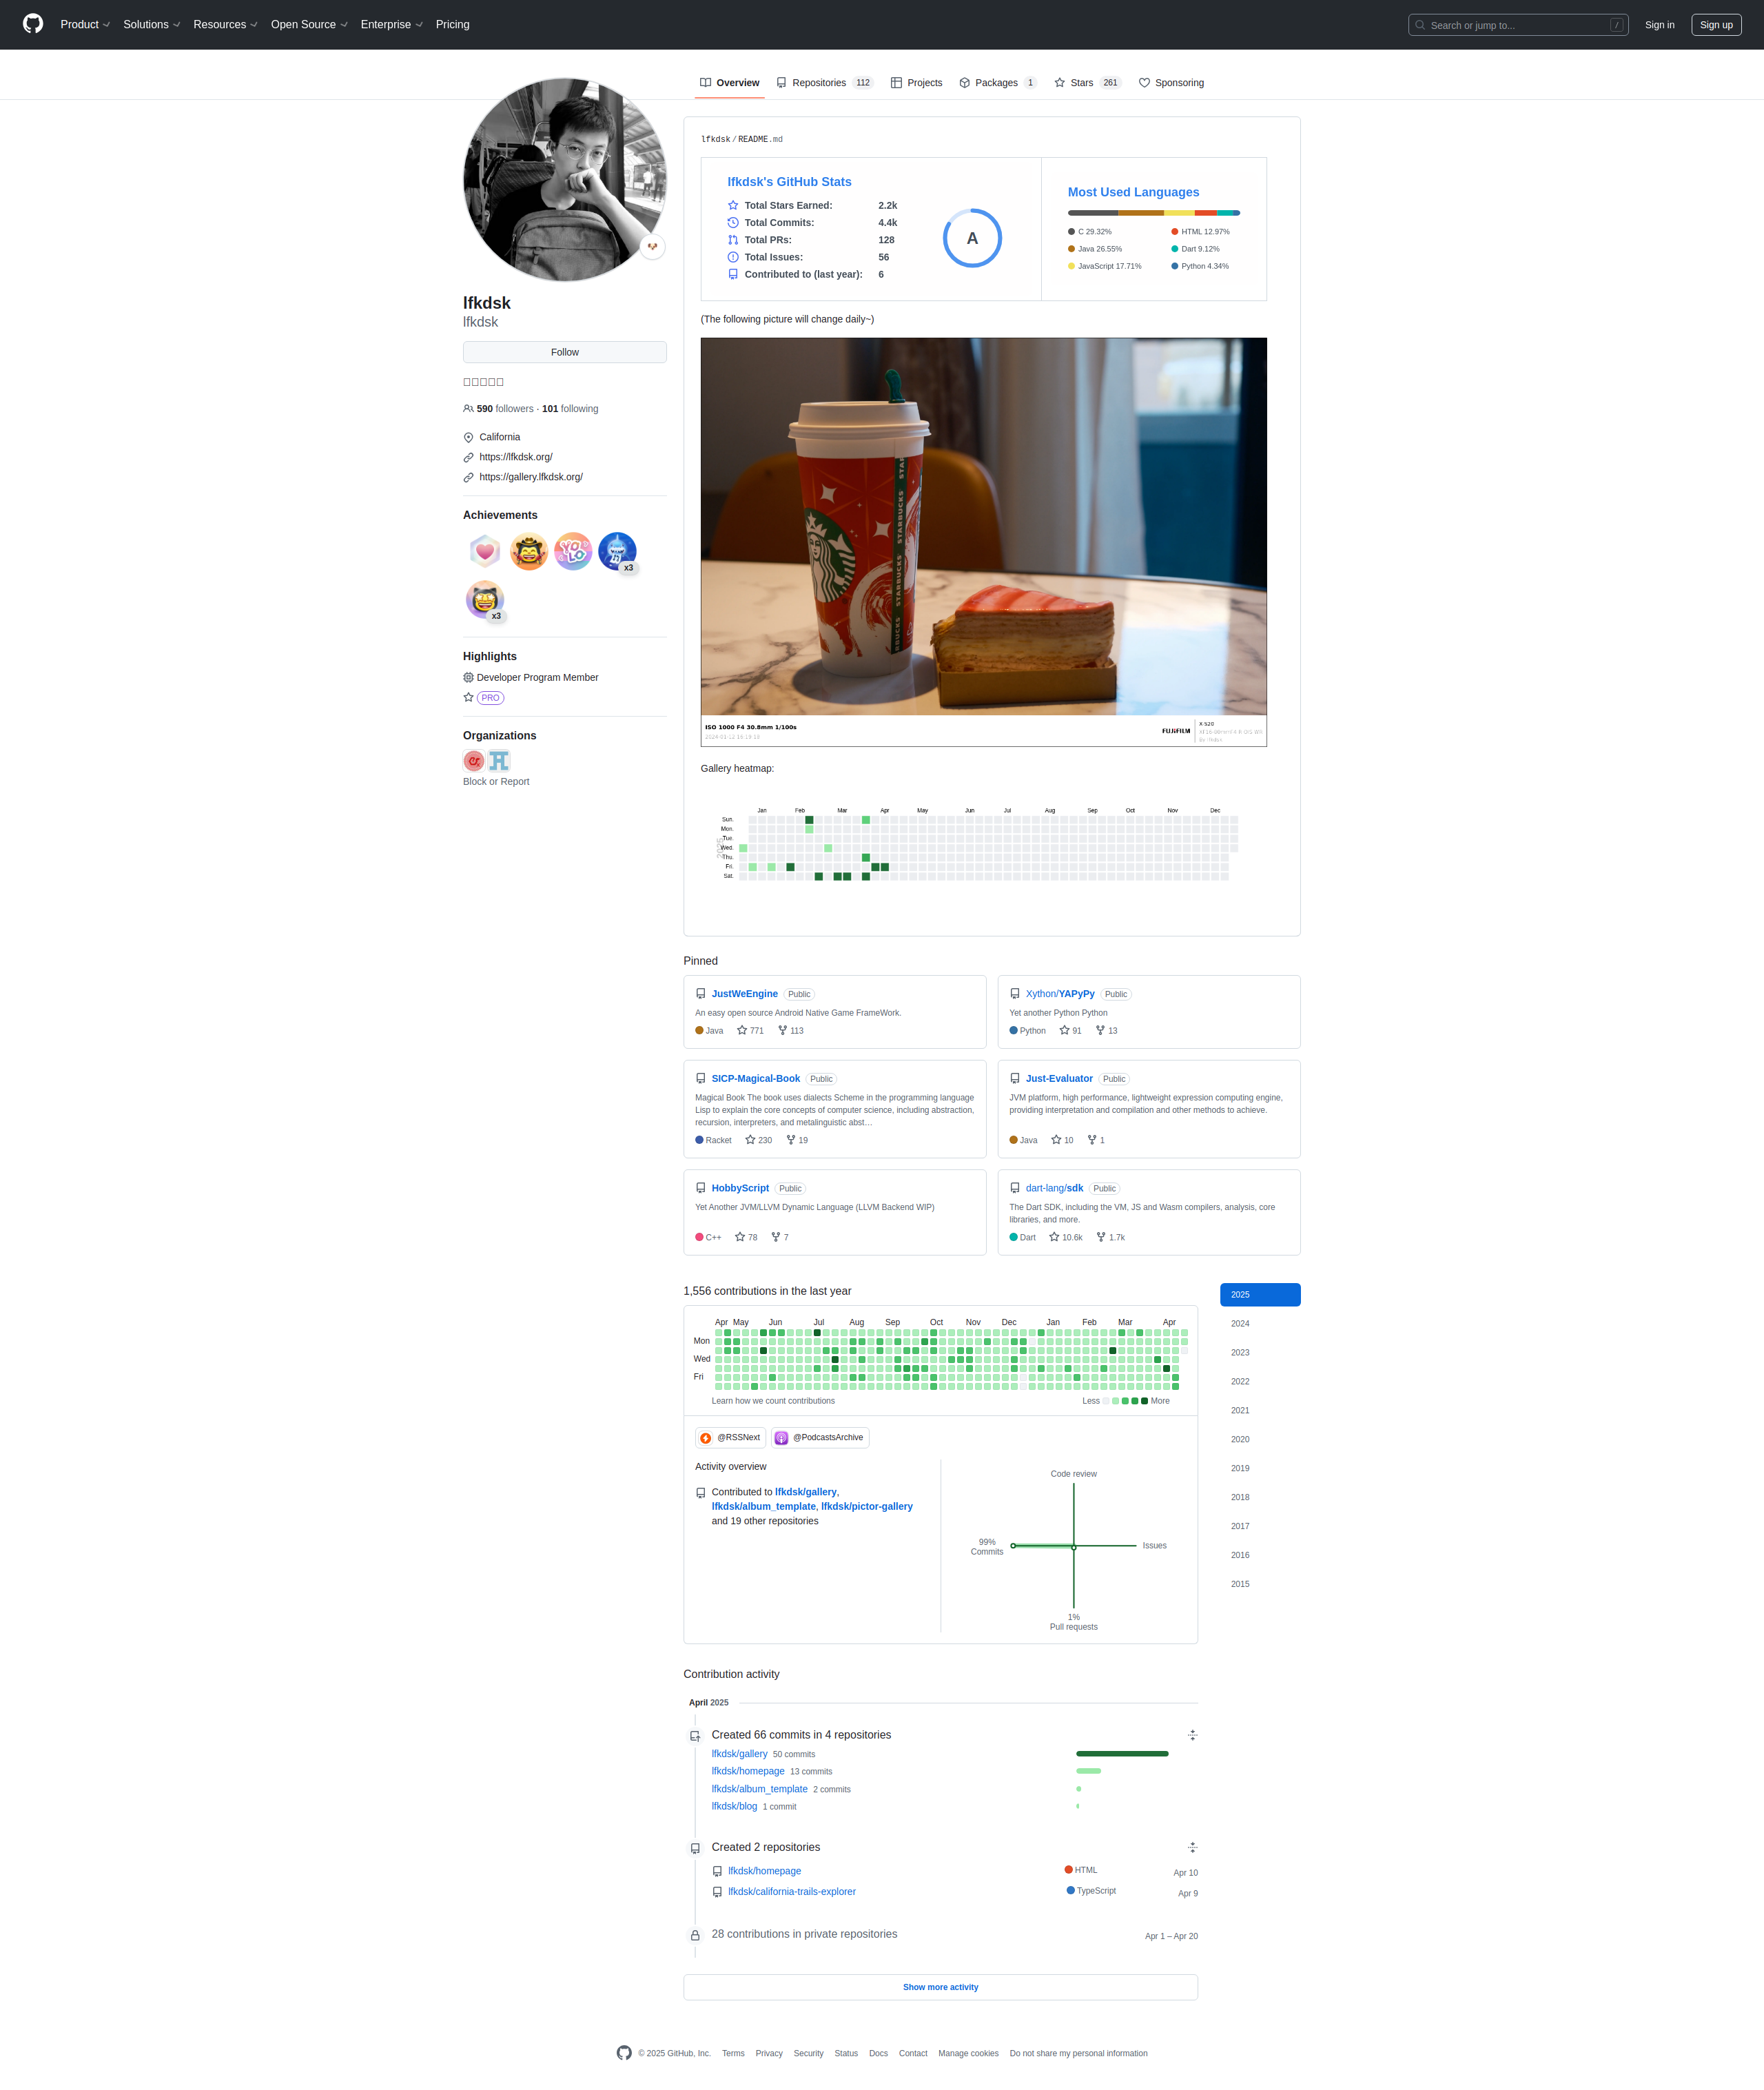 Product Solutions Resources Open Source Enterprise Pricing Search or jump to... / Sign in Sign up
Overview Repositories 112 Projects Packages 1 Stars 261 Sponsoring
lfkdsk
lfkdsk
Follow
590 followers · 101 following
California
https://lfkdsk.org/
https://gallery.lfkdsk.org/
Achievements
YOLO
x3
x3
Highlights
Developer Program Member
PRO
Organizations
Block or Report
lfkdsk/README.md
lfkdsk's GitHub Stats
Total Stars Earned: 2.2k
Total Commits: 4.4k
Total PRs: 128
Total Issues: 56
Contributed to (last year): 6
A
Most Used Languages
C 29.32% HTML 12.97%
Java 26.55% Dart 9.12%
JavaScript 17.71% Python 4.34%
(The following picture will change daily~)
STARBUCKS
STARBUCKS
ISO 1000 F4 30.8mm 1/100s
FUJIFILM
Gallery heatmap:
Jan Feb Mar Apr May Jun Jul Aug Sep Oct Nov Dec
Sun.
Mon.
Tue.
Wed.
Thu.
Fri.
Sat.
Pinned
JustWeEngine Public
An easy open source Android Native Game FrameWork.
Java 771 113
Xython/YAPyPy Public
Yet another Python Python
Python 91 13
SICP-Magical-Book Public
Magical Book The book uses dialects Scheme in the programming language
Lisp to explain the core concepts of computer science, including abstraction,
recursion, interpreters, and metalinguistic abst…
Racket 230 19
Just-Evaluator Public
JVM platform, high performance, lightweight expression computing engine,
providing interpretation and compilation and other methods to achieve.
Java 10 1
HobbyScript Public
Yet Another JVM/LLVM Dynamic Language (LLVM Backend WIP)
C++ 78 7
dart-lang/sdk Public
The Dart SDK, including the VM, JS and Wasm compilers, analysis, core
libraries, and more.
Dart 10.6k 1.7k
1,556 contributions in the last year
Apr May Jun Jul Aug Sep Oct Nov Dec Jan Feb Mar Apr
Mon
Wed
Fri
Learn how we count contributions Less More
@RSSNext @PodcastsArchive
Activity overview
Contributed to lfkdsk/gallery,
lfkdsk/album_template, lfkdsk/pictor-gallery
and 19 other repositories
Code review
99%
Commits
Issues
1%
Pull requests
2025
2024
2023
2022
2021
2020
2019
2018
2017
2016
2015
Contribution activity
April 2025
Created 66 commits in 4 repositories
lfkdsk/gallery 50 commits
lfkdsk/homepage 13 commits
lfkdsk/album_template 2 commits
lfkdsk/blog 1 commit
Created 2 repositories
lfkdsk/homepage HTML Apr 10
lfkdsk/california-trails-explorer TypeScript Apr 9
28 contributions in private repositories Apr 1 – Apr 20
Show more activity
© 2025 GitHub, Inc. Terms Privacy Security Status Docs Contact Manage cookies Do not share my personal information